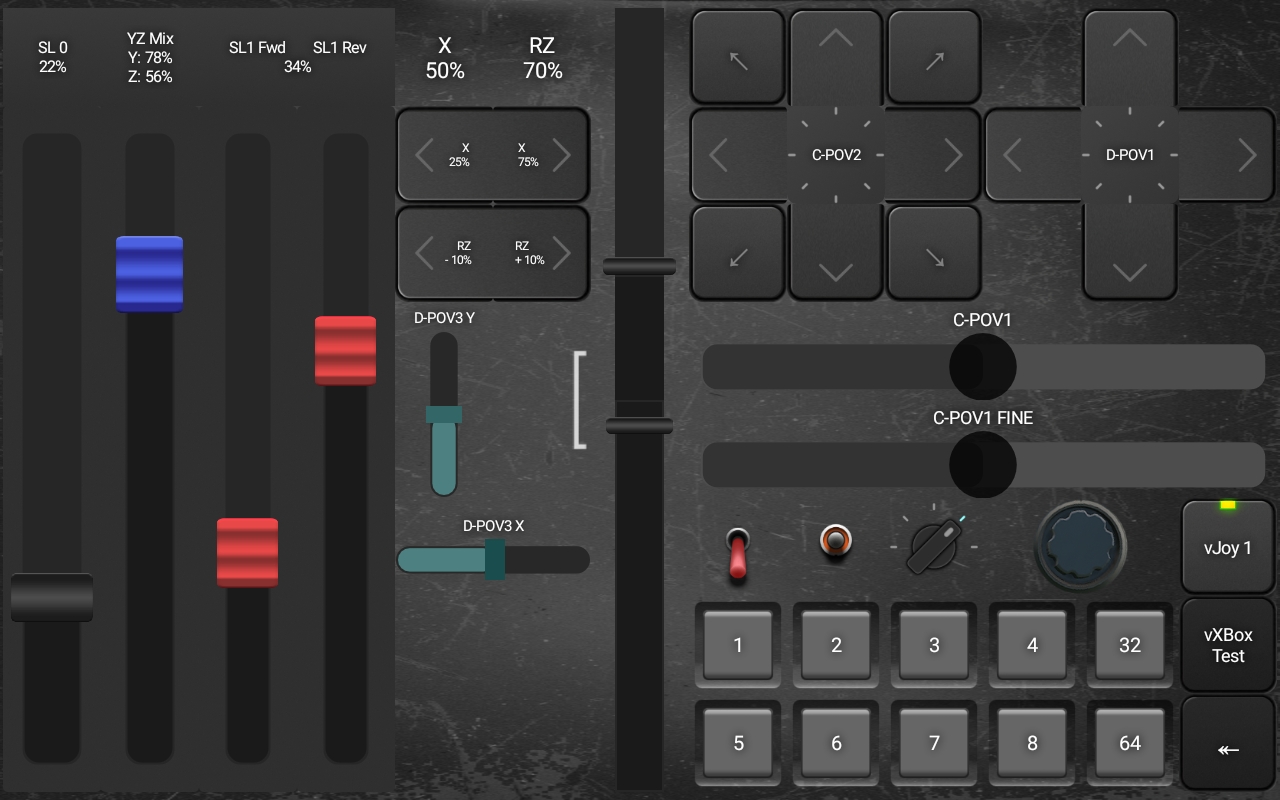 SL 0
22%
YZ Mix
Y: 78%
Z: 56%
SL1 Fwd SL1 Rev
34%
X
50%
RZ
70%
X
25%
X
75%
RZ
- 10%
RZ
+ 10%
D-POV3 Y
D-POV3 X
C-POV2
D-POV1
C-POV1
C-POV1 FINE
vJoy 1
1 2 3 4 32
vXBox
Test
5 6 7 8 64